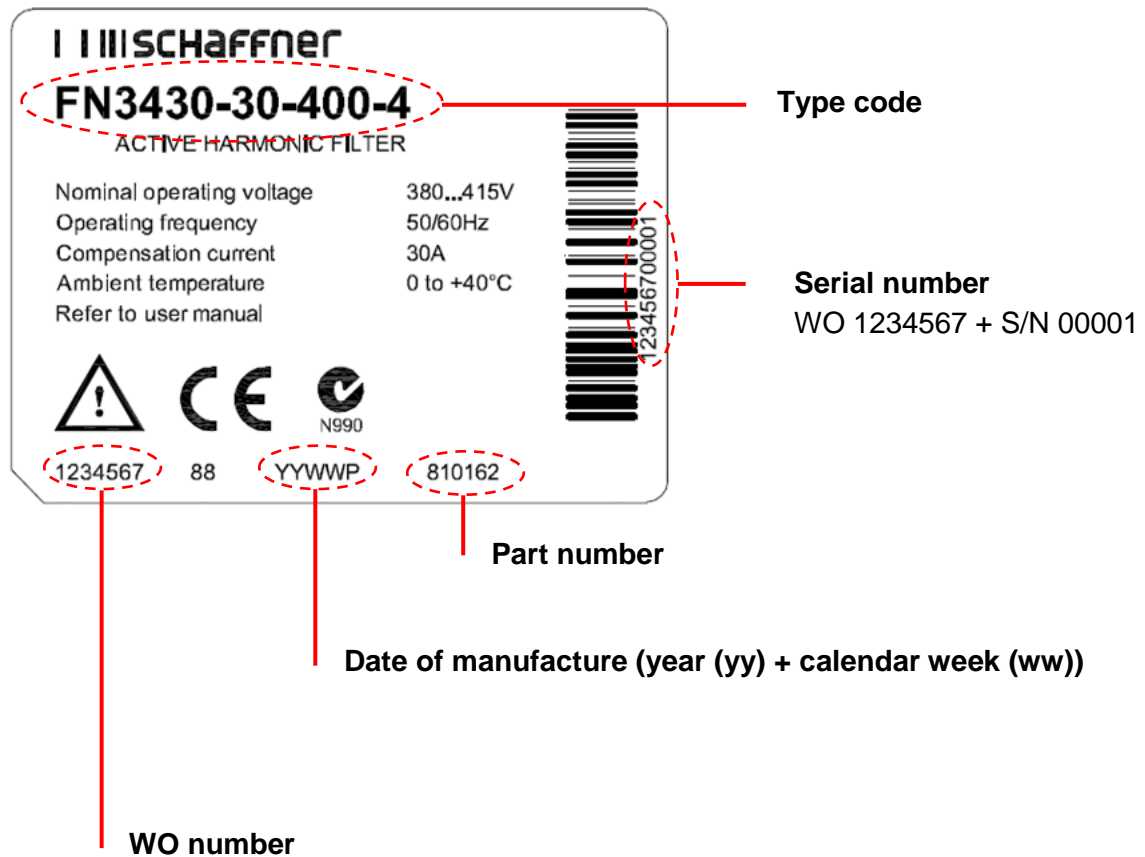 schaffner
FN3430-30-400-4
ACTIVE HARMONIC FILTER
Nominal operating voltage 380...415V
Operating frequency 50/60Hz
Compensation current 30A
Ambient temperature 0 to +40°C
Refer to user manual
N990
1234567 88 YYWWP 810162
123456700001
Type code
Serial number
WO 1234567 + S/N 00001
Part number
Date of manufacture (year (yy) + calendar week (ww))
WO number